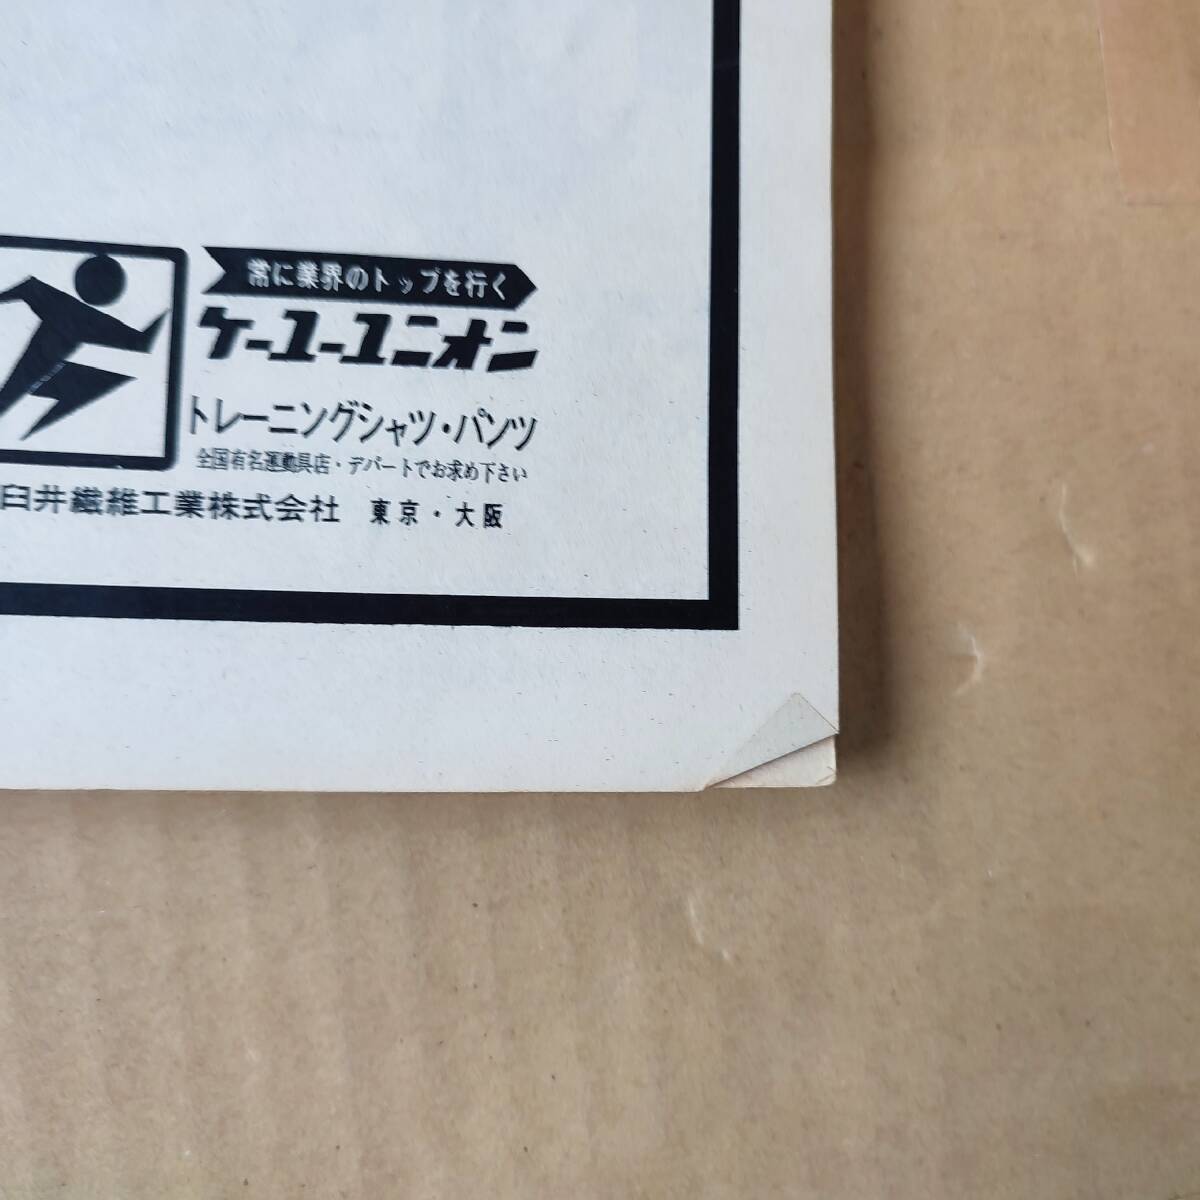 常に業界のトップを行く
ケーユーユニオン
トレーニングシャツ・パンツ
全国有名運動具店・デパートでお求め下さい
臼井繊維工業株式会社 東京・大阪